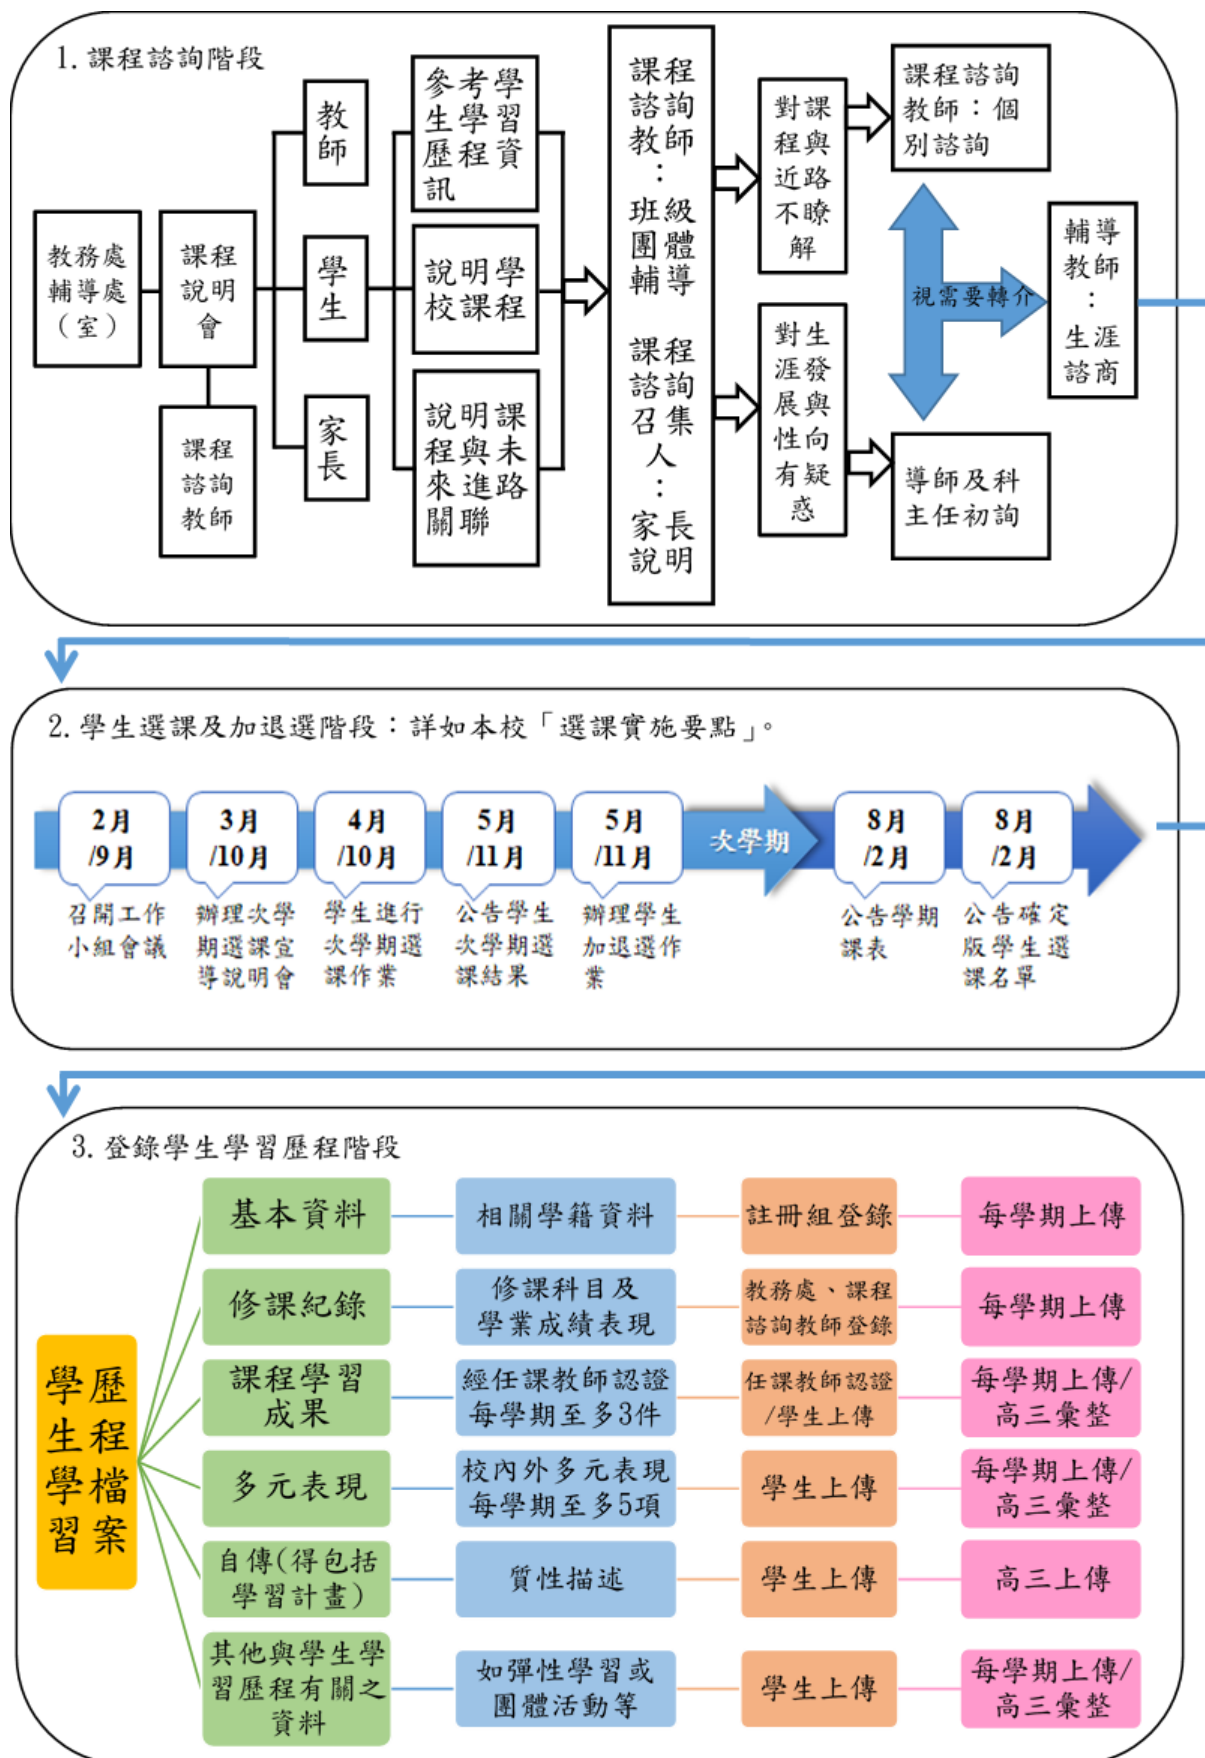 1.課程諮詢階段
教務處
輔導處
（室）
課程
說明
會
課程
諮詢
教師
教
師
學
生
家
長
參考學
生學習
歷程資
訊
說明學
校課程
說明課
程與未
來進路
關聯
課程
諮詢
教師
：
班級
團體
輔導
課程
諮詢
召集
人
：
家長
說明
對課
程與
近路
不瞭
解
對生
涯發
展與
性向
有疑
惑
課程諮詢
教師：個
別諮詢
視需要轉介
導師及科
主任初詢
輔導
教師
：
生涯
諮商
2.學生選課及加退選階段：詳如本校「選課實施要點」。
2月
/9月
召開工作
小組會議
3月
/10月
辦理次學
期選課宣
導說明會
4月
/10月
學生進行
次學期選
課作業
5月
/11月
公告學生
次學期選
課結果
5月
/11月
辦理學生
加退選作
業
次學期
8月
/2月
公告學期
課表
8月
/2月
公告確定
版學生選
課名單
3.登錄學生學習歷程階段
學歷
生程
學檔
習案
基本資料
相關學籍資料
註冊組登錄
每學期上傳
修課紀錄
修課科目及
學業成績表現
教務處、課程
諮詢教師登錄
每學期上傳
課程學習
成果
經任課教師認證
每學期至多3件
任課教師認證
/學生上傳
每學期上傳/
高三彙整
多元表現
校內外多元表現
每學期至多5項
學生上傳
每學期上傳/
高三彙整
自傳(得包括
學習計畫)
質性描述
學生上傳
高三上傳
其他與學生學
習歷程有關之
資料
如彈性學習或
團體活動等
學生上傳
每學期上傳/
高三彙整